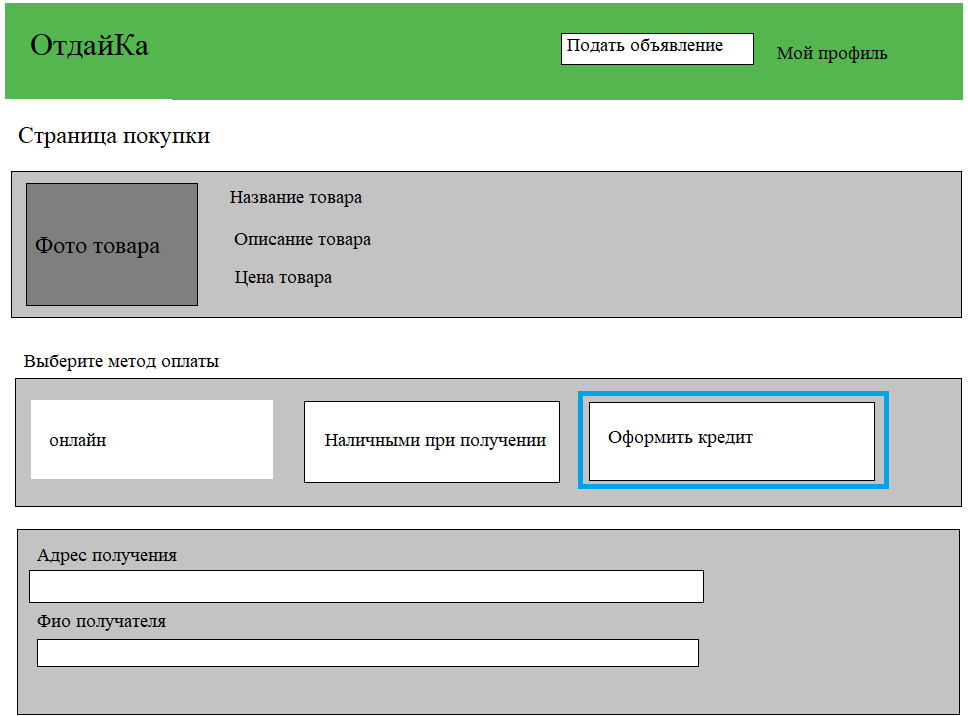 ОтдайКа
Подать объявление
Мой профиль
Страница покупки
Фото товара
Название товара
Описание товара
Цена товара
Выберите метод оплаты
онлайн
Наличными при получении
Оформить кредит
Адрес получения
Фио получателя